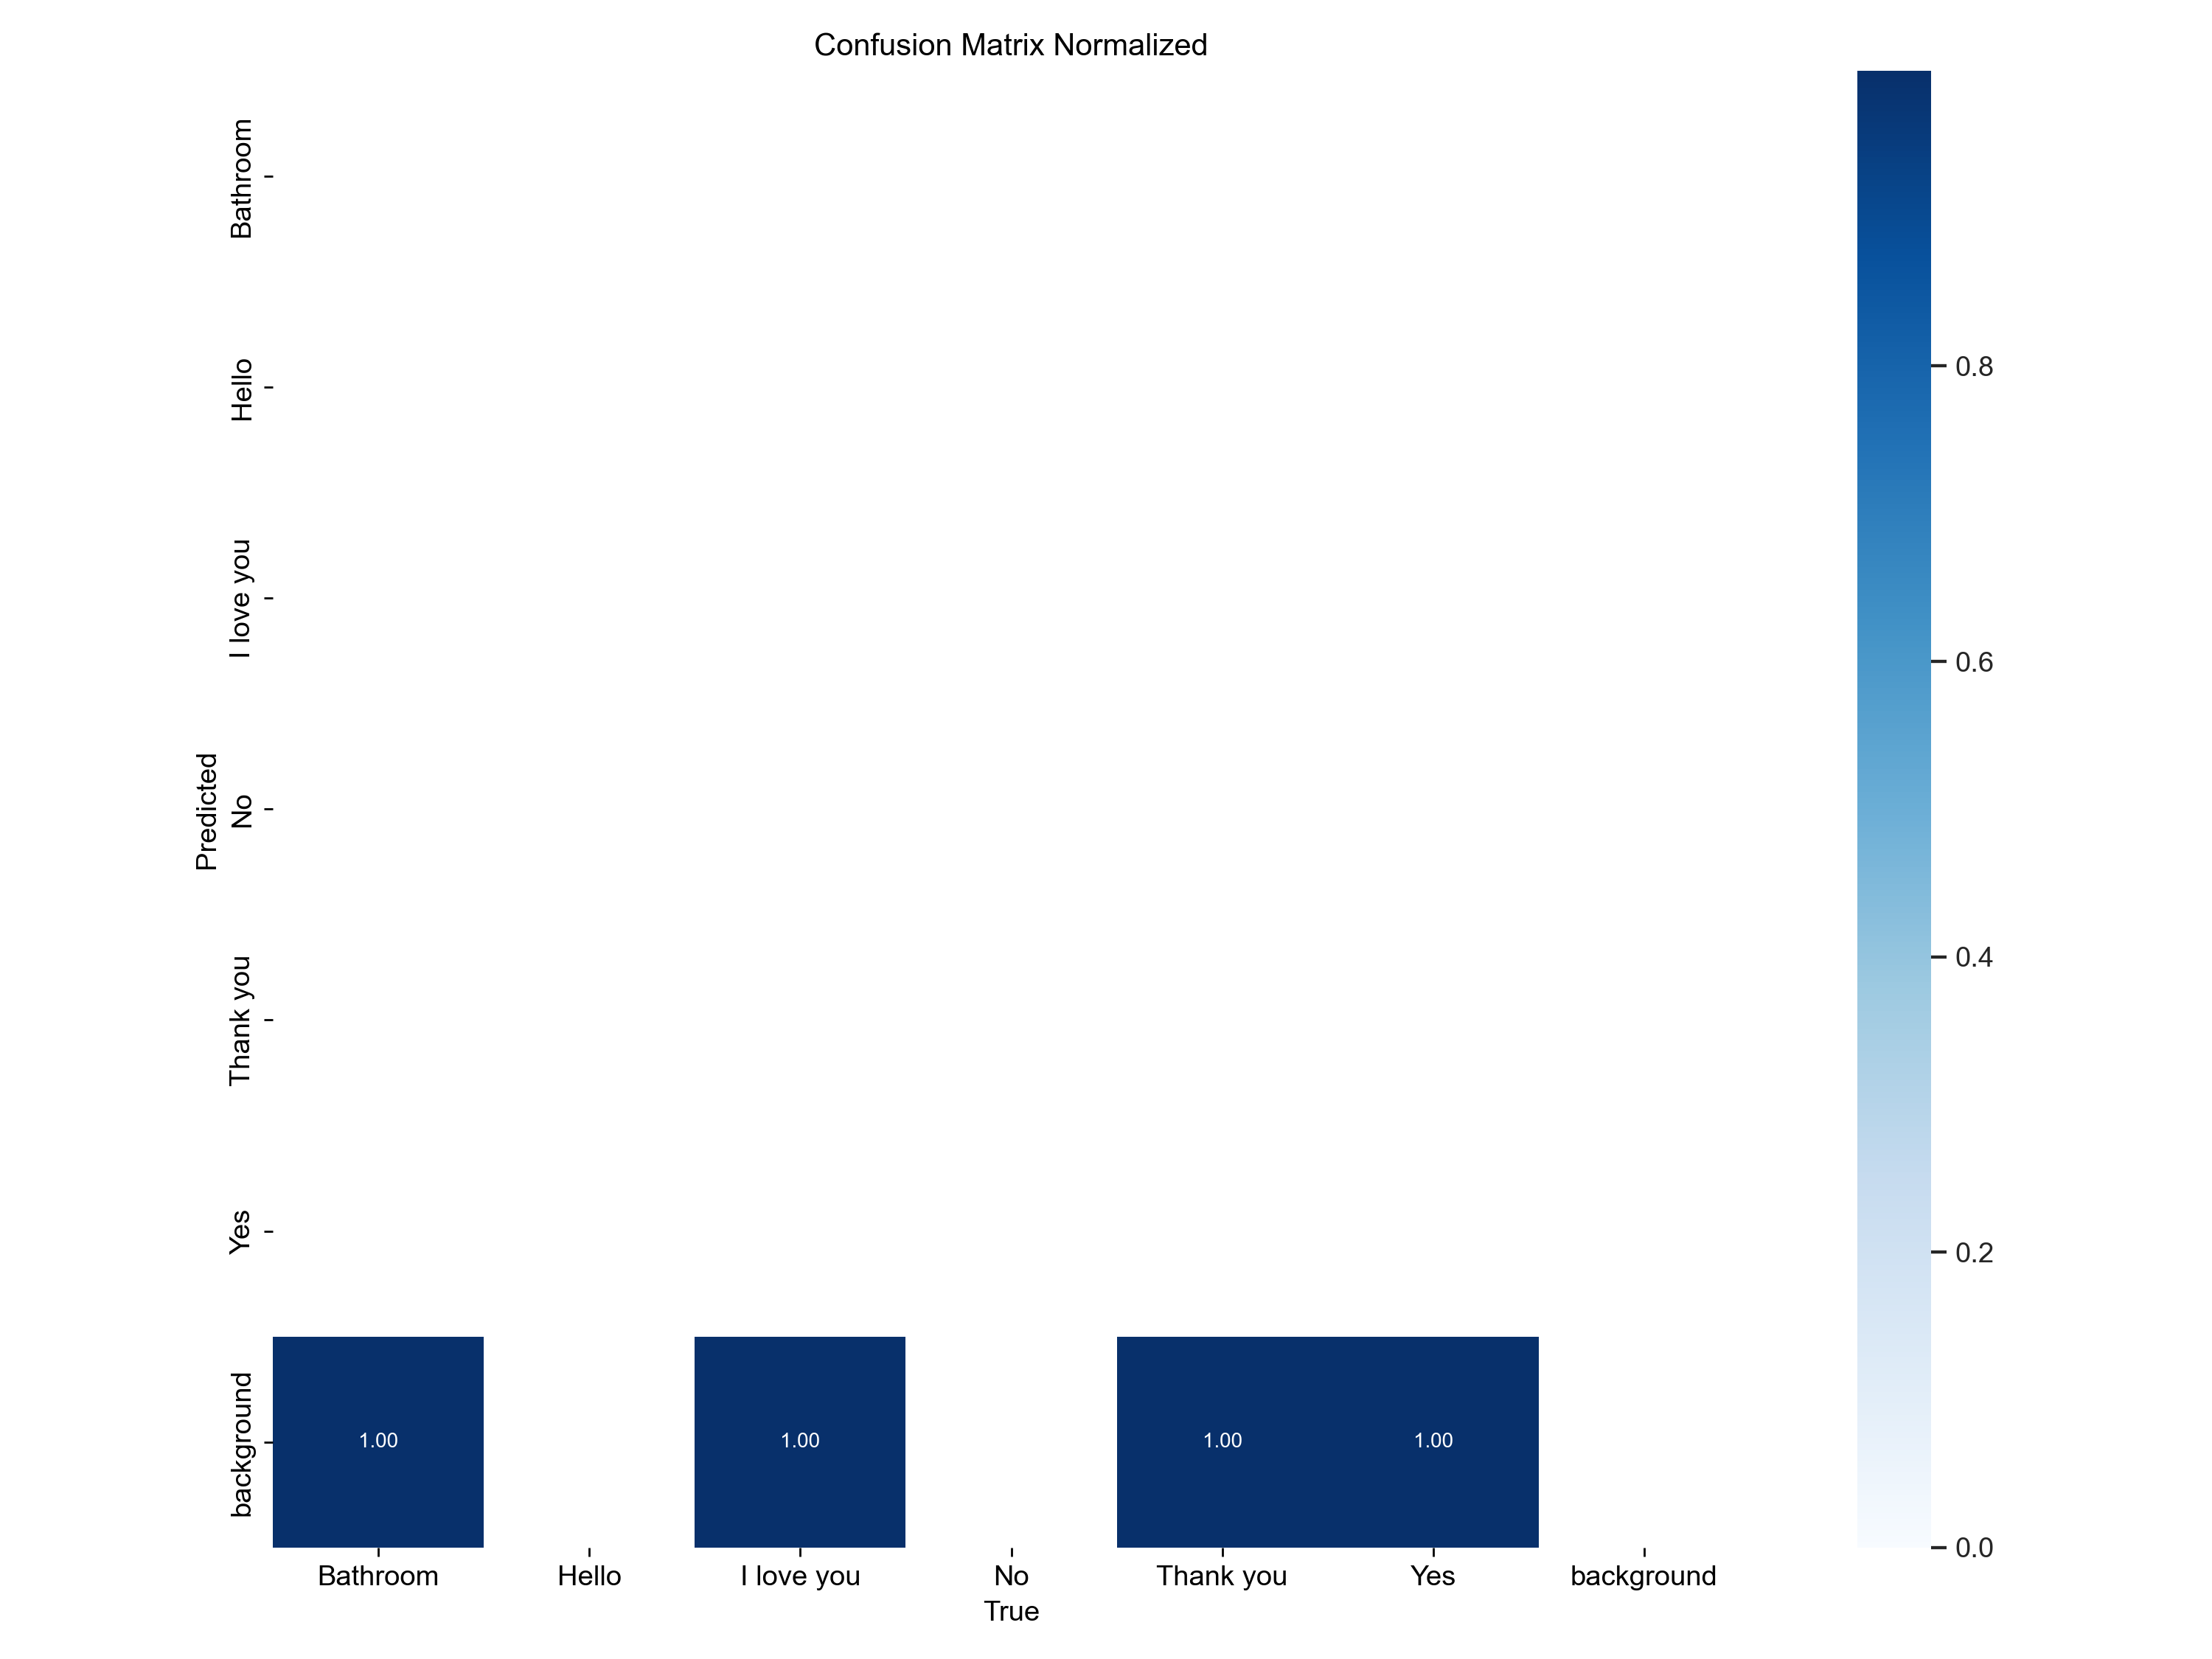 Confusion Matrix Normalized
Predicted
Bathroom
Hello
I love you
No
Thank you
Yes
background
1.00 1.00 1.00 1.00
Bathroom Hello I love you No Thank you Yes background
True
0.8
0.6
0.4
0.2
0.0